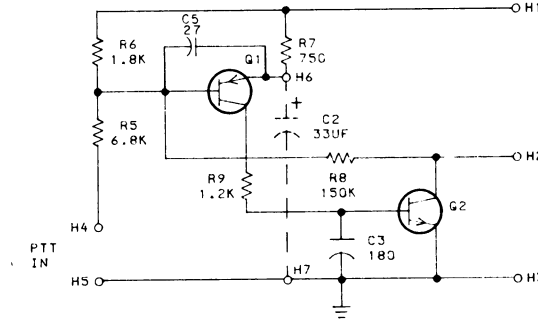 H1
C5
27
R6
1.8K
Q1
R7
750
H6
+
C2
33UF
R5
6.8K
H2
R9
1.2K
R8
150K
Q2
H4
C3
180
PTT
IN
H5
H7